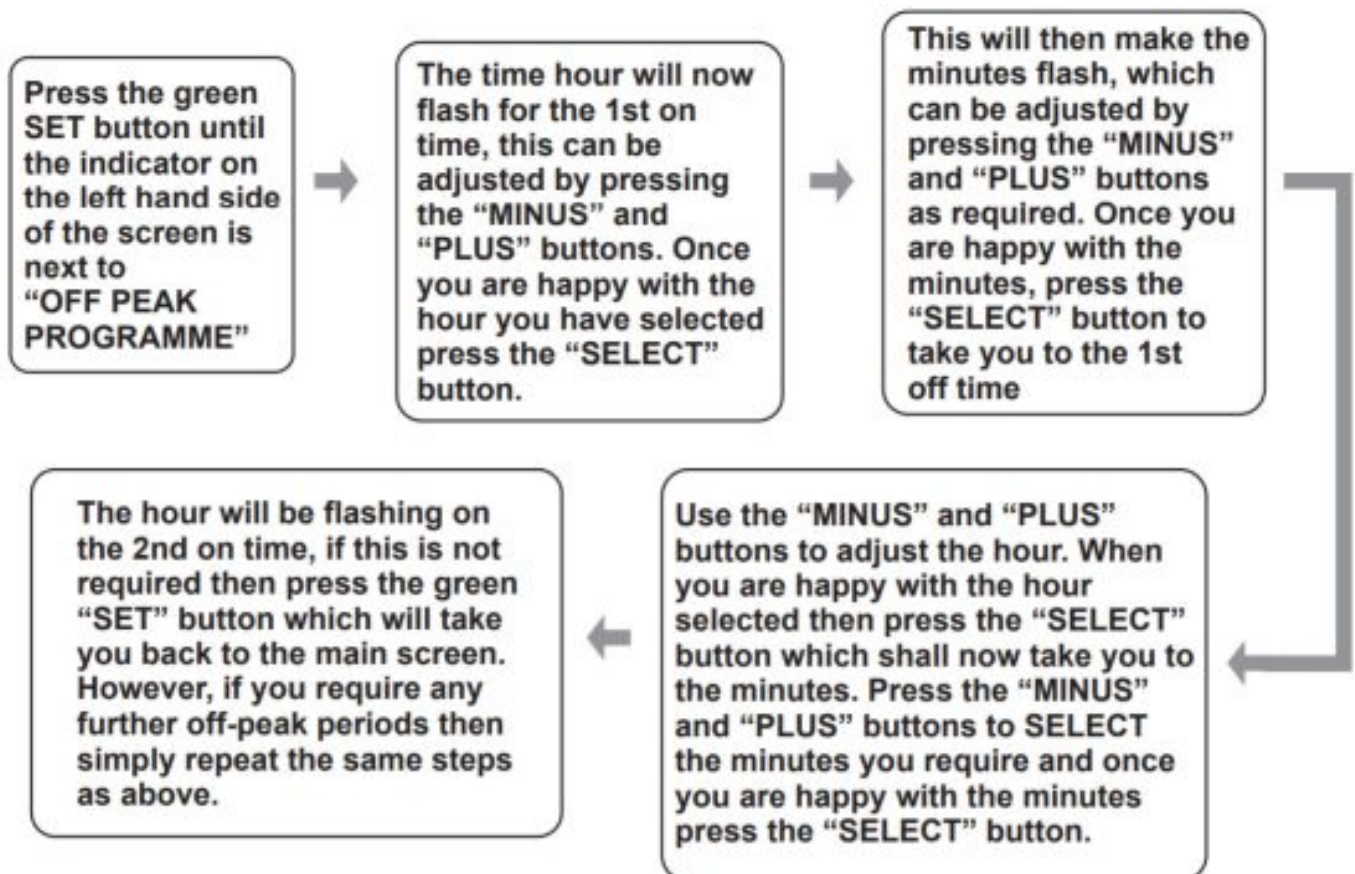 Press the green
SET button until
the indicator on
the left hand side
of the screen is
next to
“OFF PEAK
PROGRAMME”
The time hour will now
flash for the 1st on
time, this can be
adjusted by pressing
the “MINUS” and
“PLUS” buttons. Once
you are happy with the
hour you have selected
press the “SELECT”
button.
This will then make the
minutes flash, which
can be adjusted by
pressing the “MINUS”
and “PLUS” buttons
as required. Once you
are happy with the
minutes, press the
“SELECT” button to
take you to the 1st
off time
Use the “MINUS” and “PLUS”
buttons to adjust the hour. When
you are happy with the hour
selected then press the “SELECT”
button which shall now take you to
the minutes. Press the “MINUS”
and “PLUS” buttons to SELECT
the minutes you require and once
you are happy with the minutes
press the “SELECT” button.
The hour will be flashing on
the 2nd on time, if this is not
required then press the green
“SET” button which will take
you back to the main screen.
However, if you require any
further off-peak periods then
simply repeat the same steps
as above.